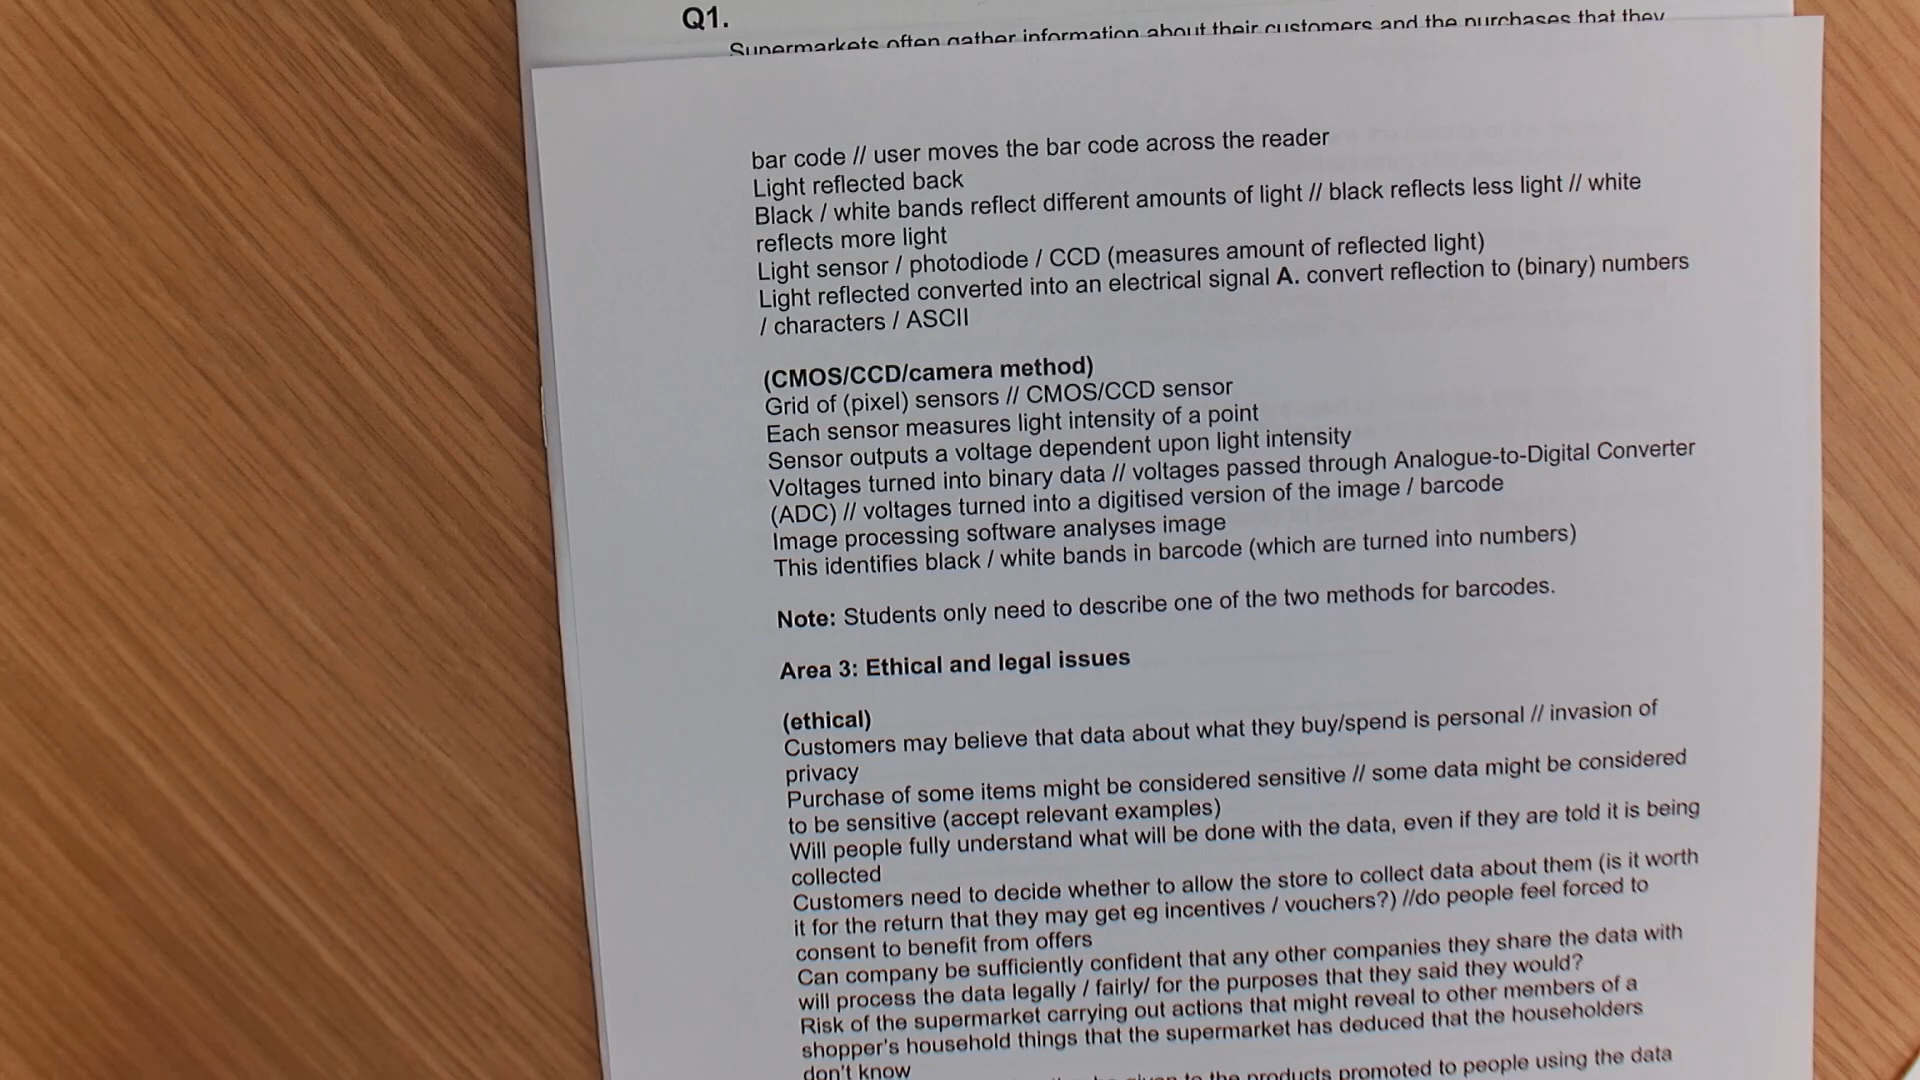 Q1.
Supermarkets often gather information about their customers and the purchases that they
bar code // user moves the bar code across the reader
Light reflected back
Black / white bands reflect different amounts of light // black reflects less light // white
reflects more light
Light sensor / photodiode / CCD (measures amount of reflected light)
Light reflected converted into an electrical signal A. convert reflection to (binary) numbers
/ characters / ASCII
(CMOS/CCD/camera method)
Grid of (pixel) sensors // CMOS/CCD sensor
Each sensor measures light intensity of a point
Sensor outputs a voltage dependent upon light intensity
Voltages turned into binary data // voltages passed through Analogue-to-Digital Converter
(ADC) // voltages turned into a digitised version of the image / barcode
Image processing software analyses image
This identifies black / white bands in barcode (which are turned into numbers)
Note: Students only need to describe one of the two methods for barcodes.
Area 3: Ethical and legal issues
(ethical)
Customers may believe that data about what they buy/spend is personal // invasion of
privacy
Purchase of some items might be considered sensitive // some data might be considered
to be sensitive (accept relevant examples)
Will people fully understand what will be done with the data, even if they are told it is being
collected
Customers need to decide whether to allow the store to collect data about them (is it worth
it for the return that they may get eg incentives / vouchers?) //do people feel forced to
consent to benefit from offers
Can company be sufficiently confident that any other companies they share the data with
will process the data legally / fairly/ for the purposes that they said they would?
Risk of the supermarket carrying out actions that might reveal to other members of a
shopper's household things that the supermarket has deduced that the householders
don't know
given to the products promoted to people using the data